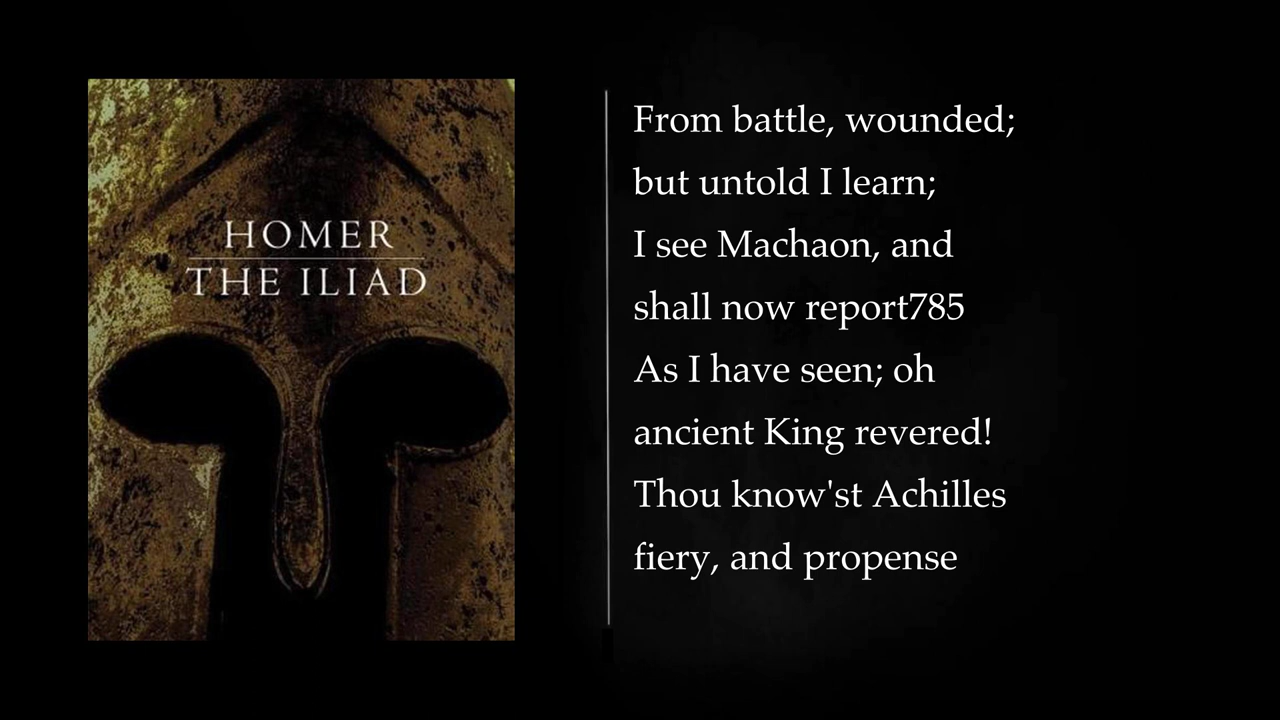 HOMER
THE ILIAD
From battle, wounded;
but untold I learn;
I see Machaon, and
shall now report785
As I have seen; oh
ancient King revered!
Thou know'st Achilles
fiery, and propense